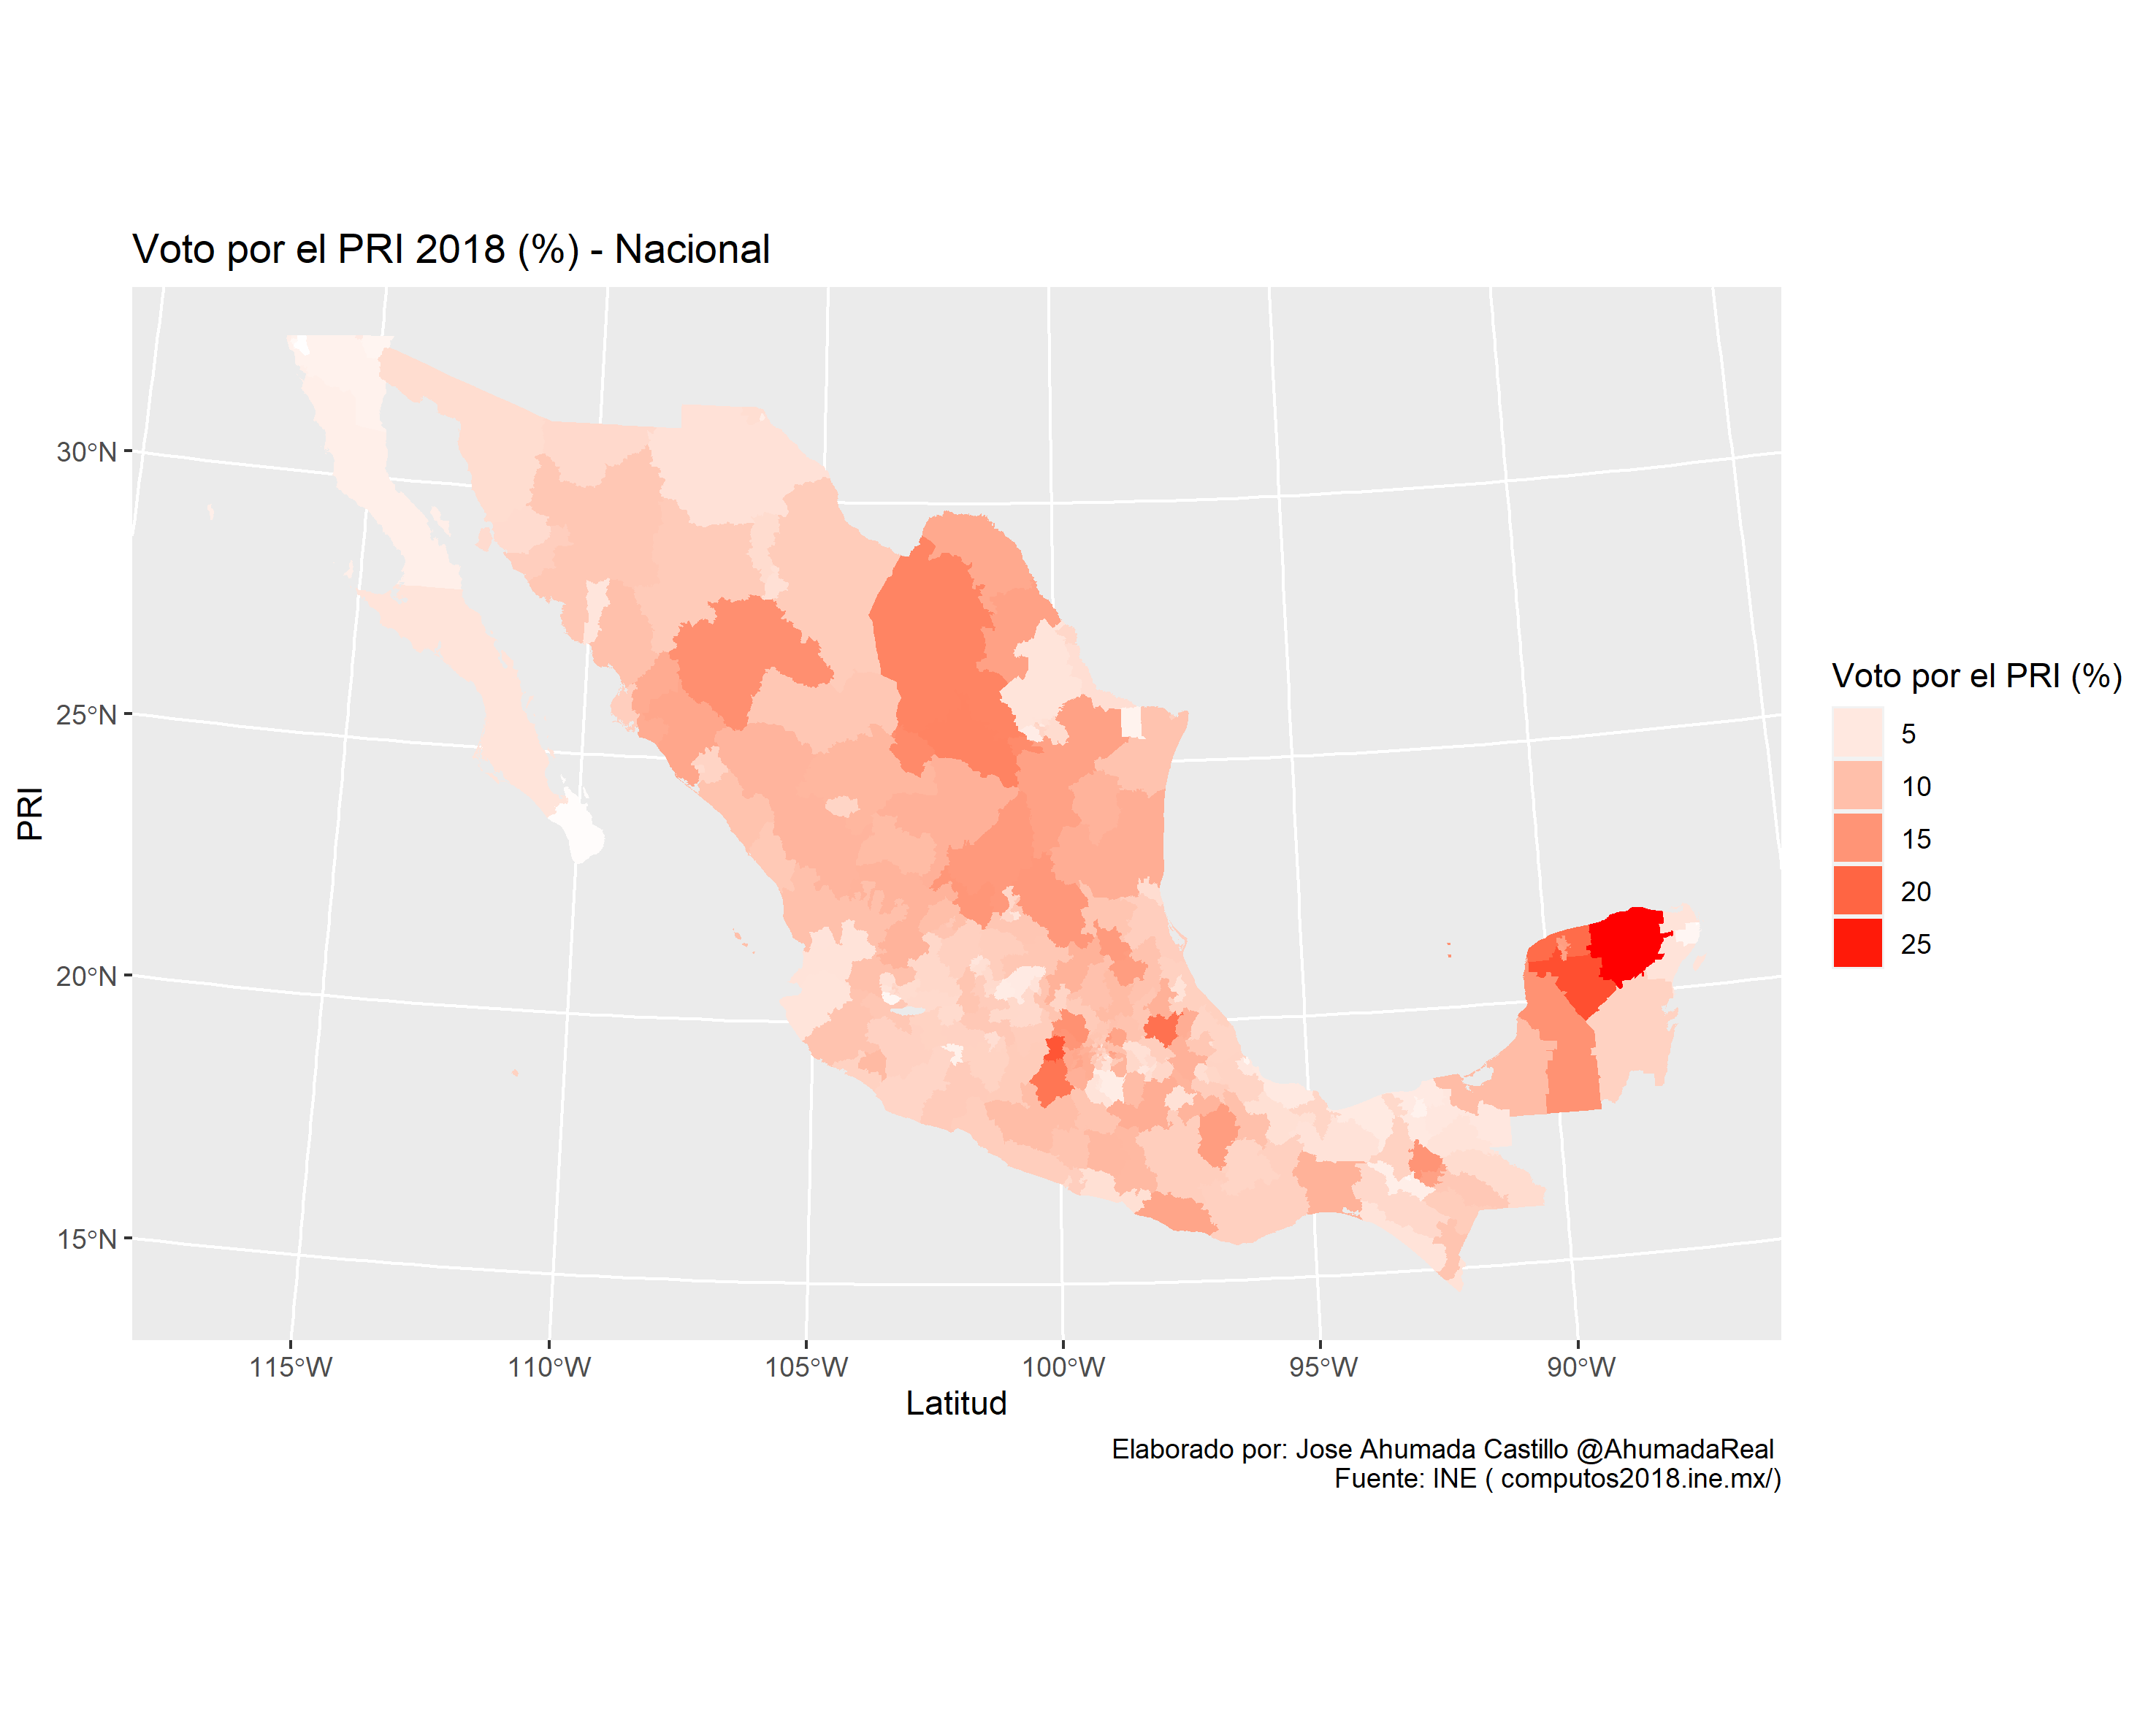 Voto por el PRI 2018 (%) - Nacional
30°N
25°N
20°N
15°N
PRI
115°W
110°W
105°W
100°W
95°W
90°W
Latitud
Voto por el PRI (%)
5
10
15
20
25
Elaborado por: Jose Ahumada Castillo @AhumadaReal
Fuente: INE ( computos2018.ine.mx/)